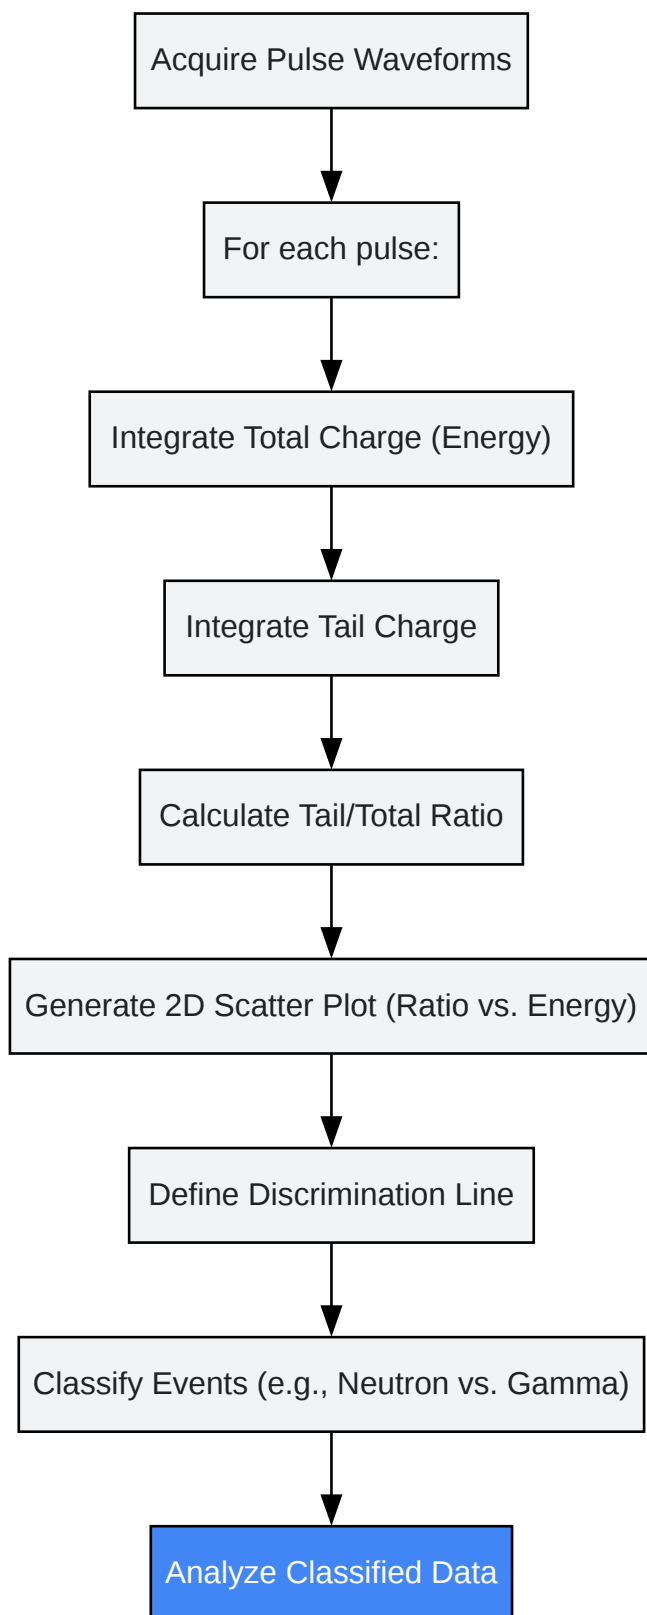 Acquire Pulse Waveforms
For each pulse:
Integrate Total Charge (Energy)
Integrate Tail Charge
Calculate Tail/Total Ratio
Generate 2D Scatter Plot (Ratio vs. Energy)
Define Discrimination Line
Classify Events (e.g., Neutron vs. Gamma)
Analyze Classified Data